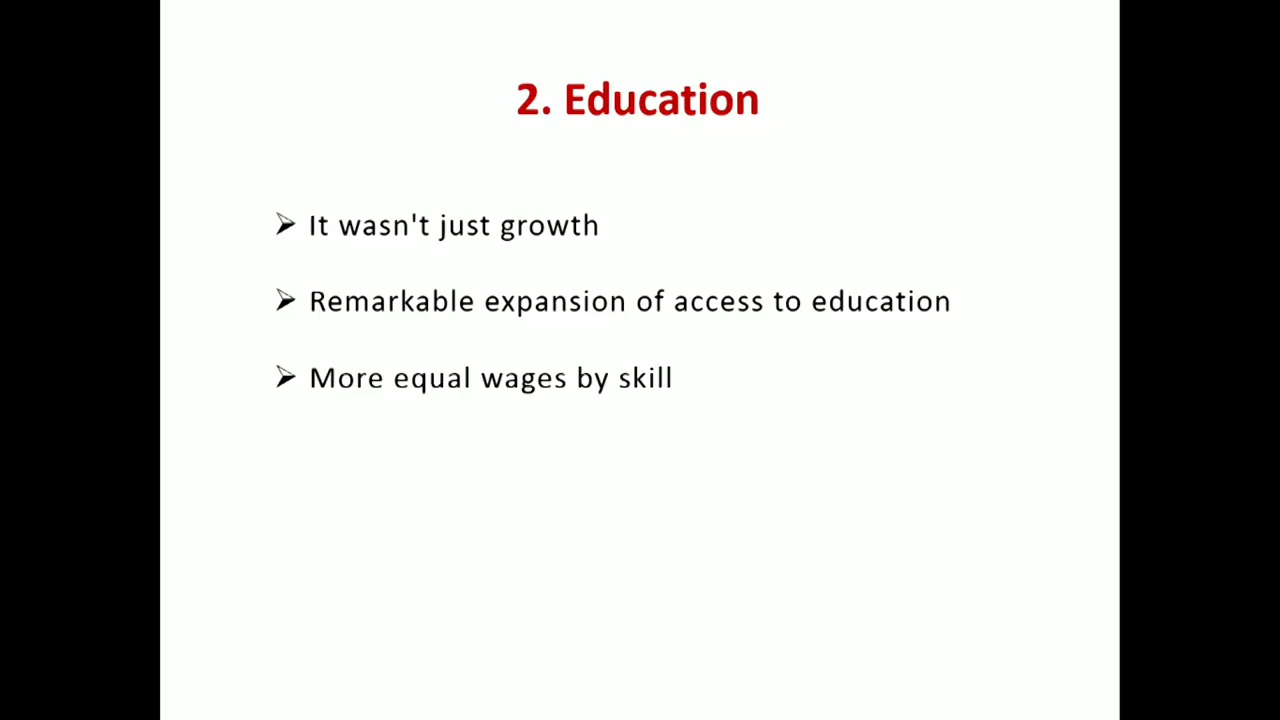 2. Education
➢ It wasn't just growth
➢ Remarkable expansion of access to education
➢ More equal wages by skill